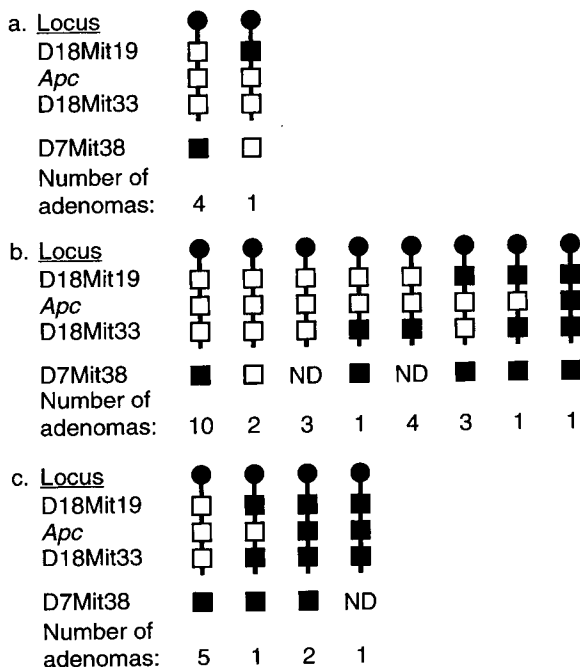 a. Locus
D18Mit19
Apc
D18Mit33
D7Mit38
Number of
adenomas: 4 1
b. Locus
D18Mit19
Apc
D18Mit33
D7Mit38 ND ND
Number of
adenomas: 10 2 3 1 4 3 1 1
c. Locus
D18Mit19
Apc
D18Mit33
D7Mit38 ND
Number of
adenomas: 5 1 2 1